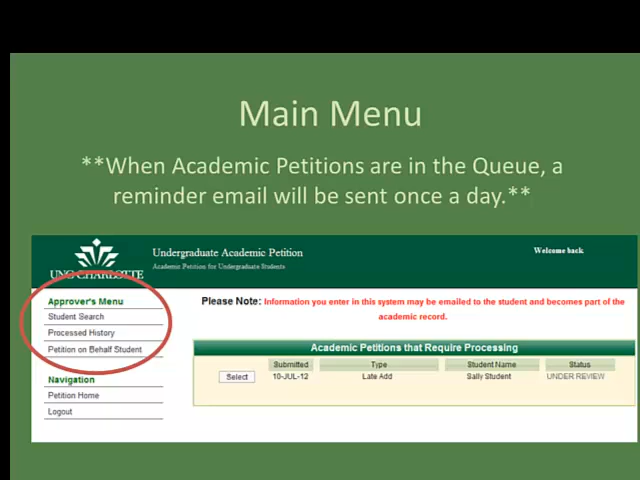 Main Menu
**When Academic Petitions are in the Queue, a
reminder email will be sent once a day.**
UNC CHARLOTTE
Undergraduate Academic Petition
Academic Petition for Undergraduate Students
Welcome back
Approver's Menu
Student Search
Processed History
Petition on Behalf Student
Navigation
Petition Home
Logout
Please Note: Information you enter in this system may be emailed to the student and becomes part of the
academic record.
Academic Petitions that Require Processing
Submitted Type Student Name Status
Select 10-JUL-12 Late Add Sally Student UNDER REVIEW